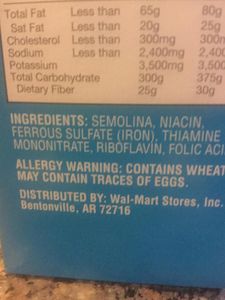 Total Fat Less than 65g 80g
Sat Fat Less than 20g 25g
Cholesterol Less than 300mg
Sodium Less than 2,400mg
Potassium 3,500mg
Total Carbohydrate 300g 375g
Dietary Fiber 25g 30g
INGREDIENTS: SEMOLINA, NIACIN,
FERROUS SULFATE (IRON), THIAMINE
MONONITRATE, RIBOFLAVIN, FOLIC
ALLERGY WARNING: CONTAINS WHEAT
MAY CONTAIN TRACES OF EGGS.
DISTRIBUTED BY: Wal-Mart Stores, Inc.
Bentonville, AR 72716